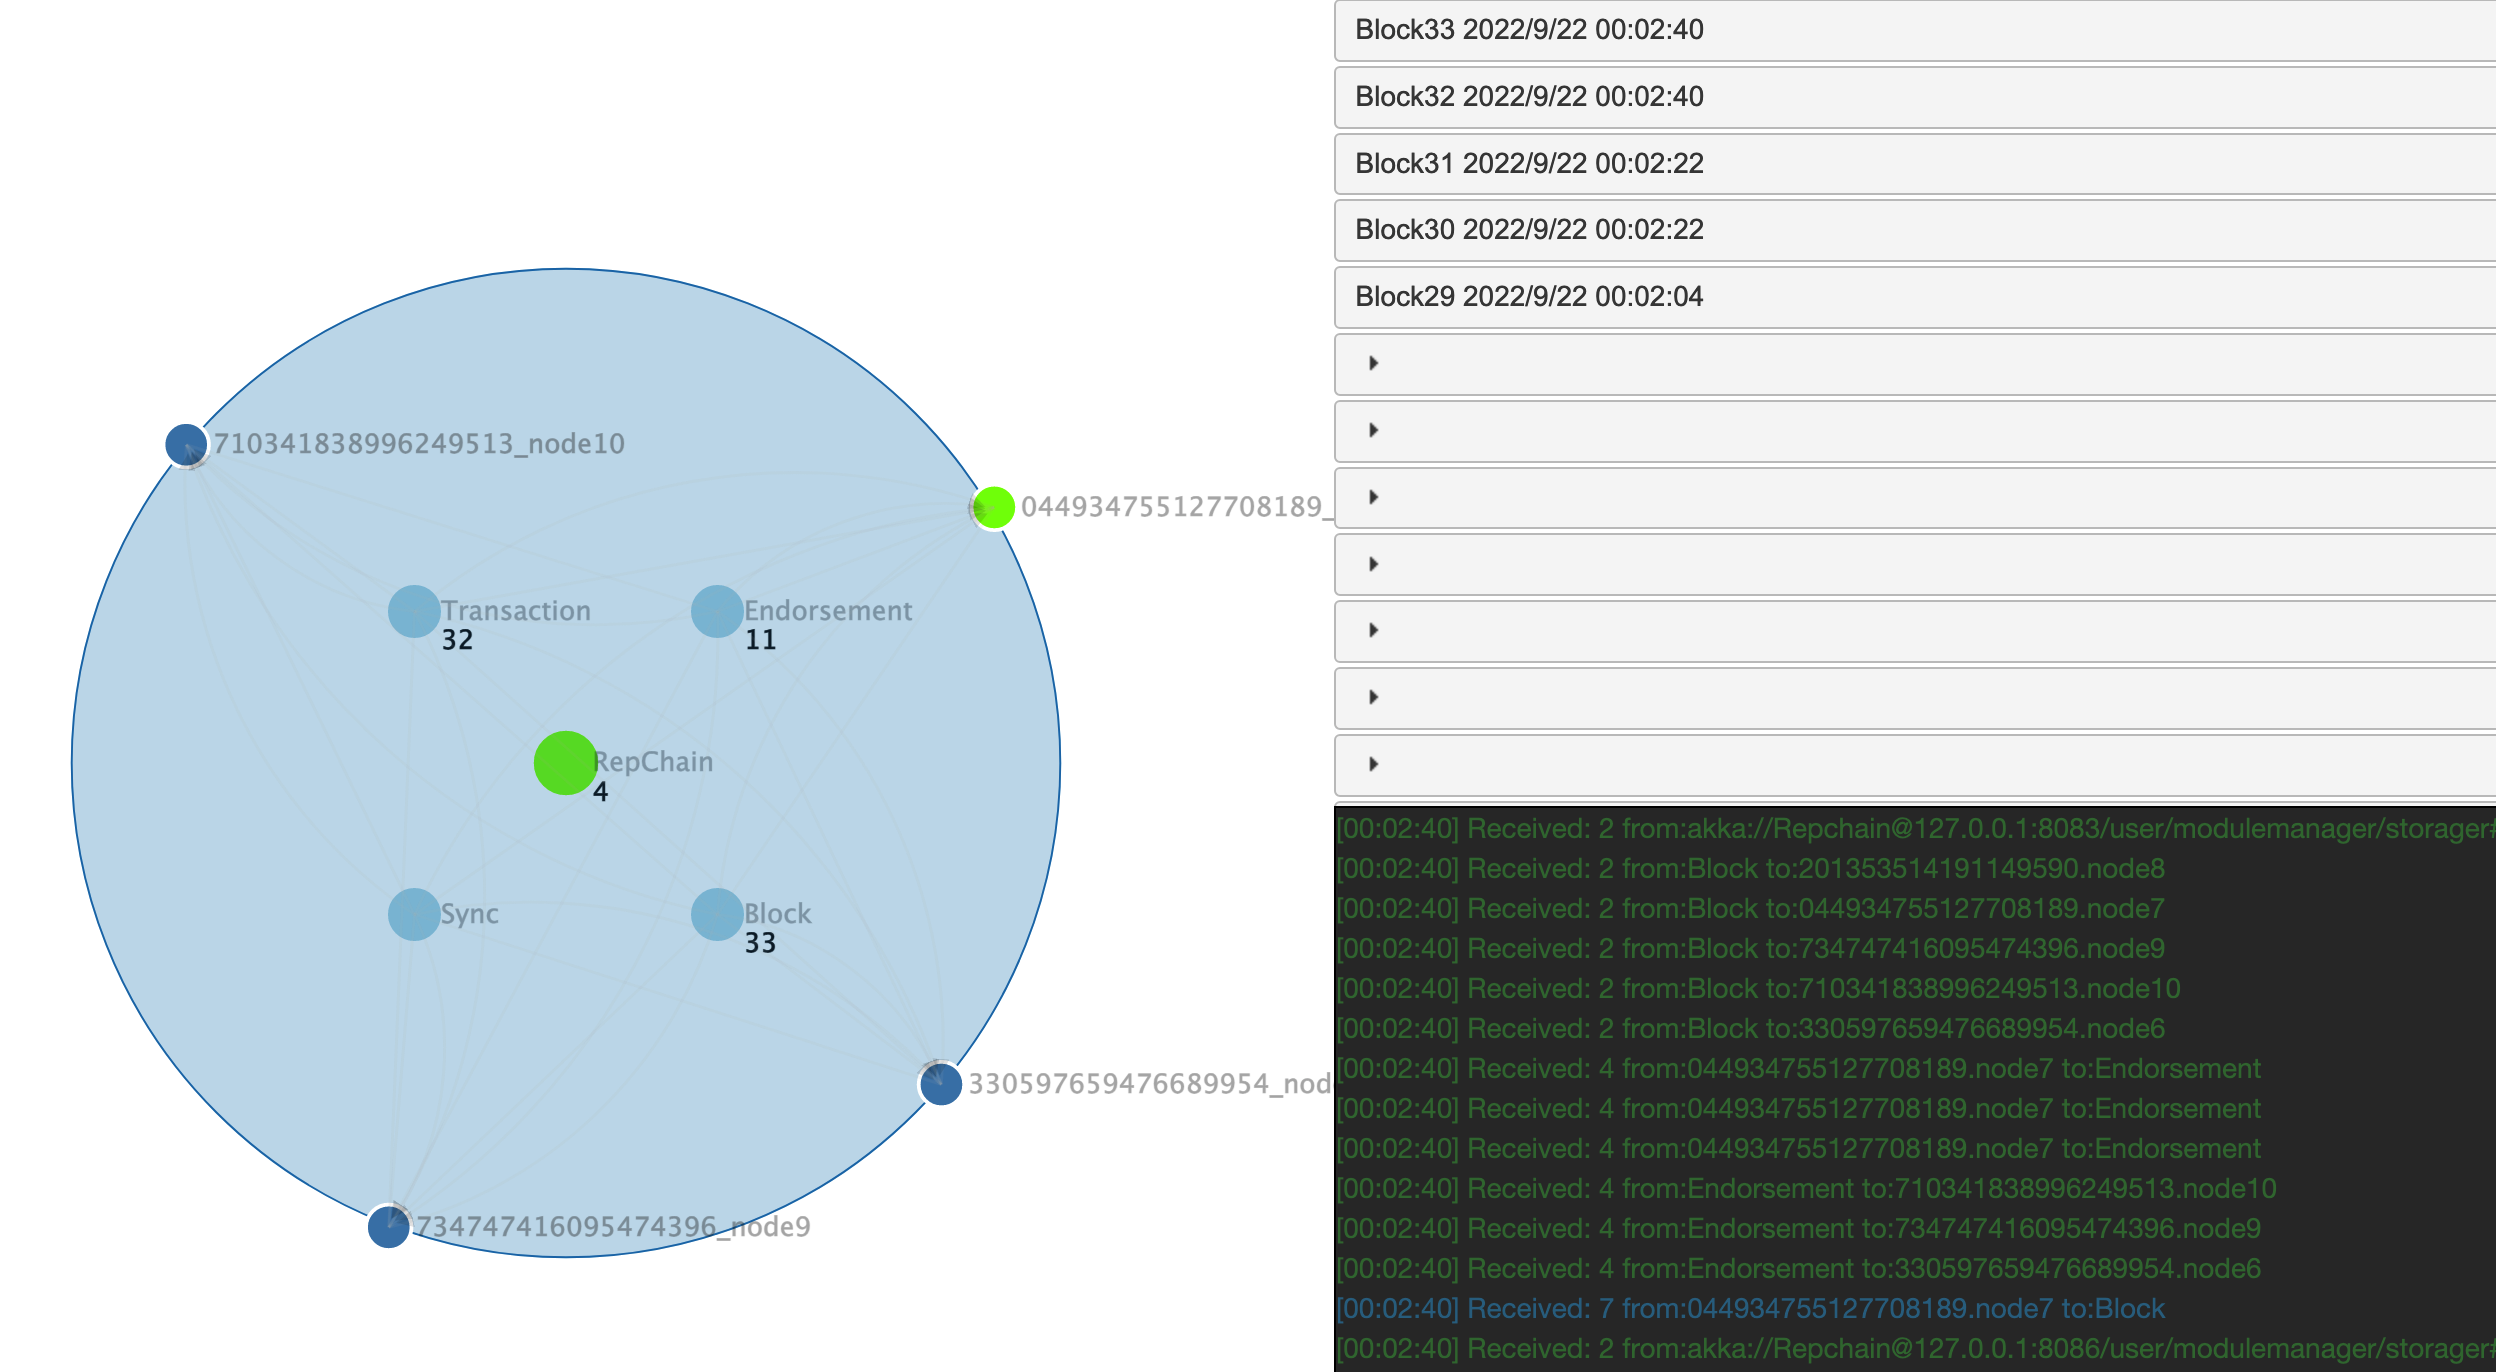 710341838996249513_node10
044934755127708189_
Transaction
32
Endorsement
11
RepChain
4
Sync
Block
33
330597659476689954_nod
734747416095474396_node9
Block33 2022/9/22 00:02:40
Block32 2022/9/22 00:02:40
Block31 2022/9/22 00:02:22
Block30 2022/9/22 00:02:22
Block29 2022/9/22 00:02:04
[00:02:40] Received: 2 from:akka://Repchain@127.0.0.1:8083/user/modulemanager/storager#
[00:02:40] Received: 2 from:Block to:201353514191149590.node8
[00:02:40] Received: 2 from:Block to:044934755127708189.node7
[00:02:40] Received: 2 from:Block to:734747416095474396.node9
[00:02:40] Received: 2 from:Block to:710341838996249513.node10
[00:02:40] Received: 2 from:Block to:330597659476689954.node6
[00:02:40] Received: 4 from:044934755127708189.node7 to:Endorsement
[00:02:40] Received: 4 from:044934755127708189.node7 to:Endorsement
[00:02:40] Received: 4 from:044934755127708189.node7 to:Endorsement
[00:02:40] Received: 4 from:Endorsement to:710341838996249513.node10
[00:02:40] Received: 4 from:Endorsement to:734747416095474396.node9
[00:02:40] Received: 4 from:Endorsement to:330597659476689954.node6
[00:02:40] Received: 7 from:044934755127708189.node7 to:Block
[00:02:40] Received: 2 from:akka://Repchain@127.0.0.1:8086/user/modulemanager/storager#